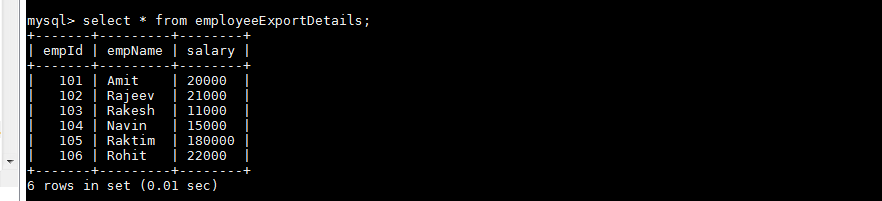 mysql> select * from employeeExportDetails;
+-------+---------+--------+
| empId | empName | salary |
+-------+---------+--------+
|   101 | Amit    | 20000  |
|   102 | Rajeev  | 21000  |
|   103 | Rakesh  | 11000  |
|   104 | Navin   | 15000  |
|   105 | Raktim  | 180000 |
|   106 | Rohit   | 22000  |
+-------+---------+--------+
6 rows in set (0.01 sec)